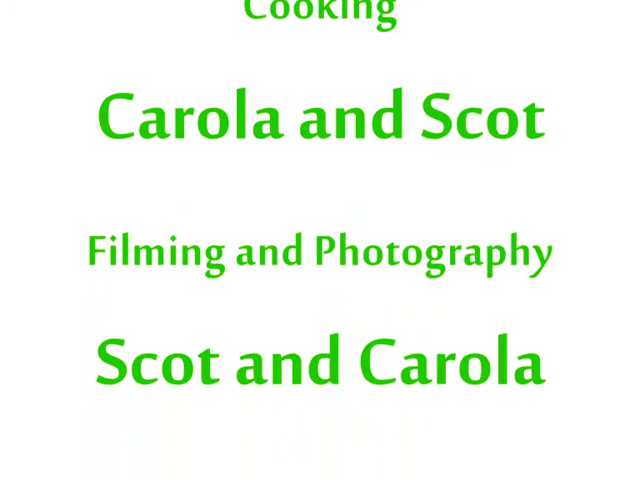 Cooking
Carola and Scot
Filming and Photography
Scot and Carola